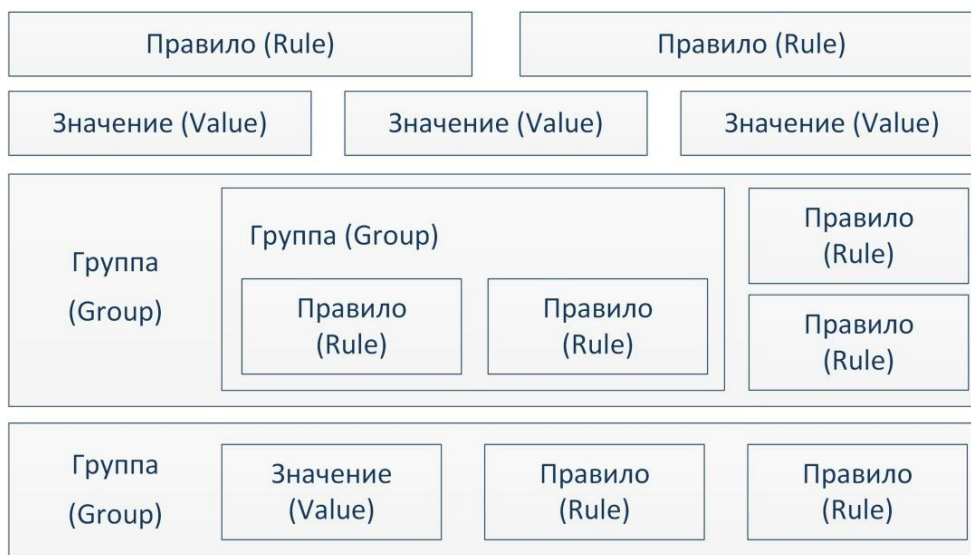 Правило (Rule)
Правило (Rule)
Значение (Value)
Значение (Value)
Значение (Value)
Группа
(Group)
Группа (Group)
Правило
(Rule)
Правило
(Rule)
Правило
(Rule)
Правило
(Rule)
Группа
(Group)
Значение
(Value)
Правило
(Rule)
Правило
(Rule)